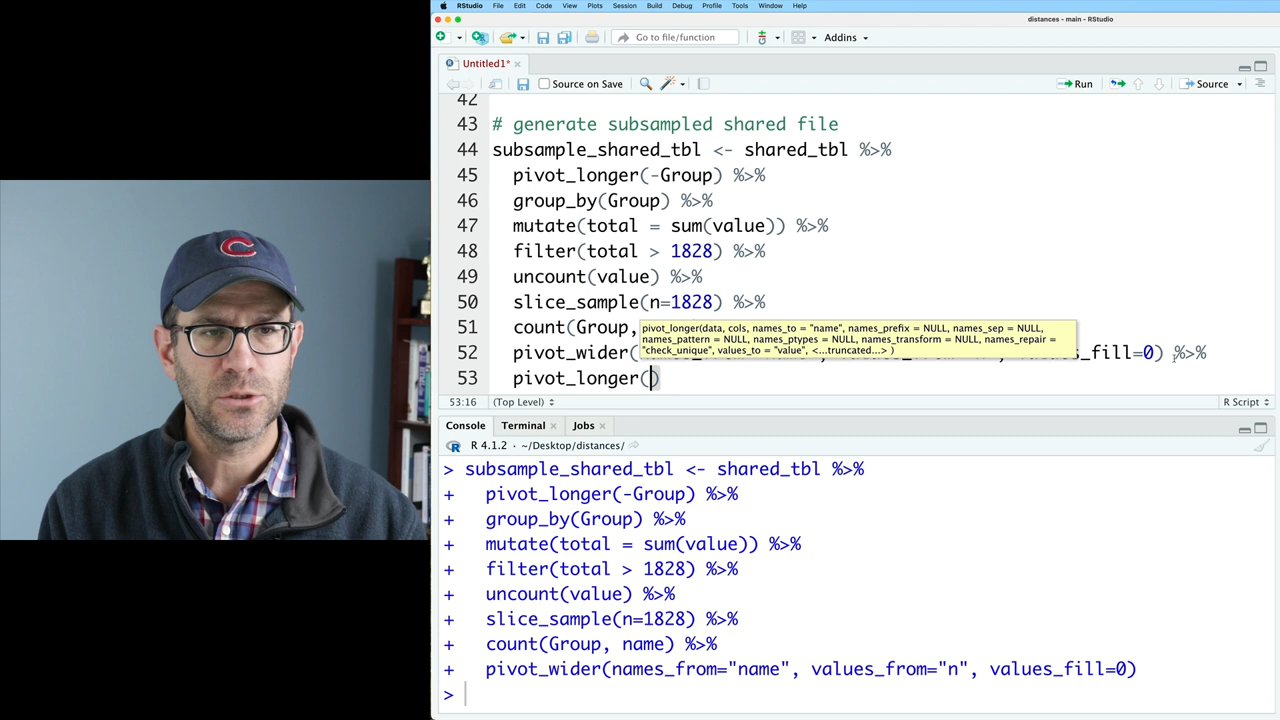 RStudio File Edit Code View Plots Session Build Debug Profile Tools Window Help
distances - main - RStudio
Go to file/function Addins
Untitled1*
Source on Save Run Source
42
43 # generate subsampled shared file
44 subsample_shared_tbl <- shared_tbl %>%
45 pivot_longer(-Group) %>%
46 group_by(Group) %>%
47 mutate(total = sum(value)) %>%
48 filter(total > 1828) %>%
49 uncount(value) %>%
50 slice_sample(n=1828) %>%
51 count(Group,
pivot_longer(data, cols, names_to = "name", names_prefix = NULL, names_sep = NULL,
names_pattern = NULL, names_ptypes = NULL, names_transform = NULL, names_repair =
"check_unique", values_to = "value", <...truncated...> )
52 pivot_wider( values_fill=0) %>%
53 pivot_longer()
53:16 (Top Level) R Script
Console Terminal Jobs
R 4.1.2 · ~/Desktop/distances/
> subsample_shared_tbl <- shared_tbl %>%
+ pivot_longer(-Group) %>%
+ group_by(Group) %>%
+ mutate(total = sum(value)) %>%
+ filter(total > 1828) %>%
+ uncount(value) %>%
+ slice_sample(n=1828) %>%
+ count(Group, name) %>%
+ pivot_wider(names_from="name", values_from="n", values_fill=0)
>
C